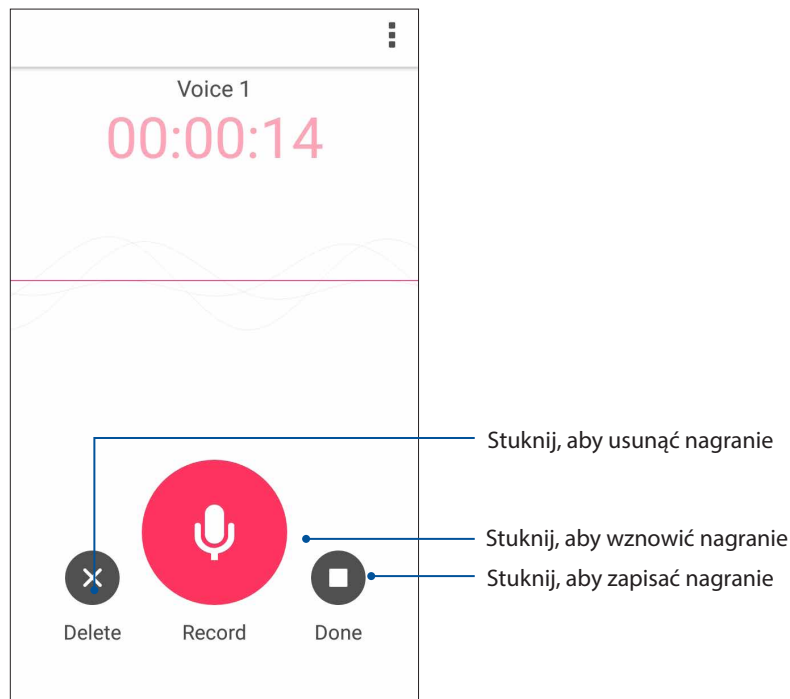 Voice 1
00:00:14
Stuknij, aby usunąć nagranie
Stuknij, aby wznowić nagranie
Stuknij, aby zapisać nagranie
Delete
Record
Done